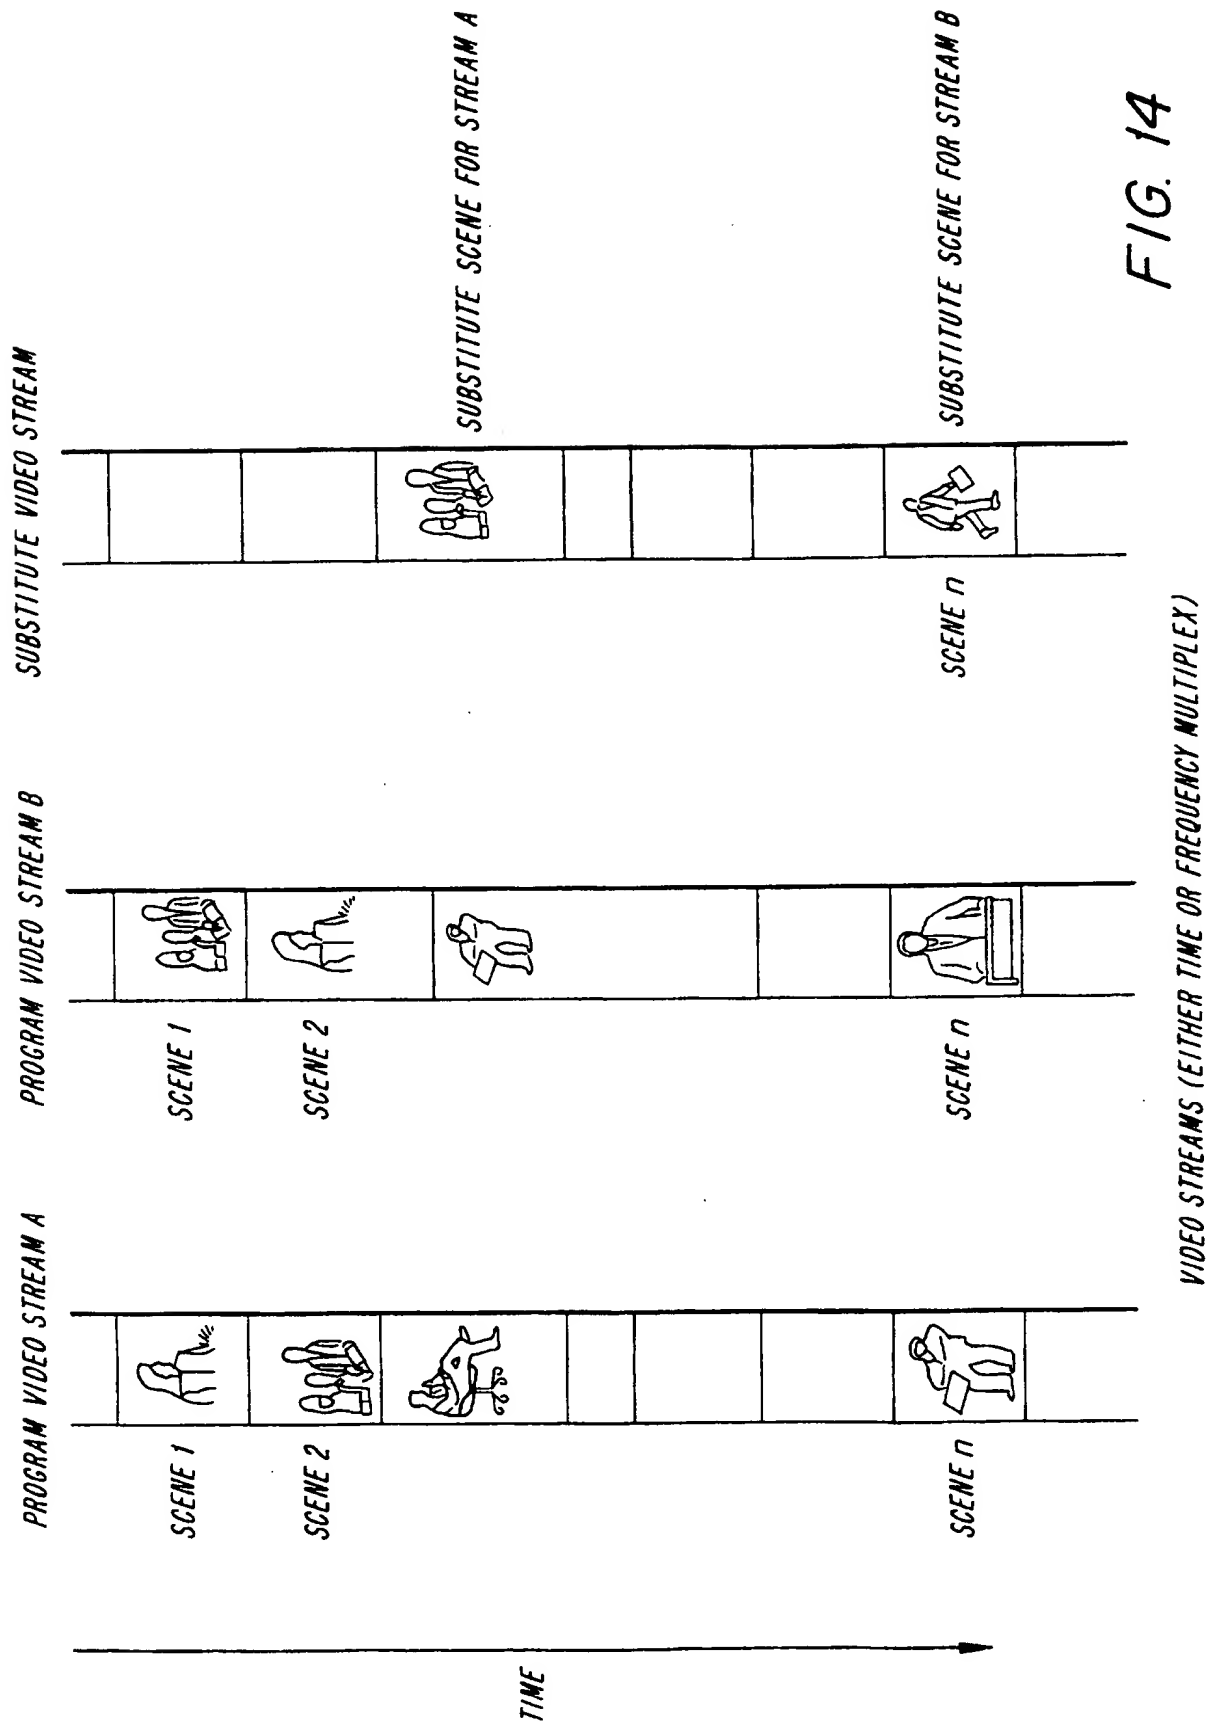 PROGRAM VIDEO STREAM A
PROGRAM VIDEO STREAM B
SUBSTITUTE VIDEO STREAM
SCENE 1
SCENE 1
SCENE 2
SCENE 2
SUBSTITUTE SCENE FOR STREAM A
TIME
SCENE n
SCENE n
SCENE n
SUBSTITUTE SCENE FOR STREAM B
VIDEO STREAMS (EITHER TIME OR FREQUENCY MULTIPLEX)
FIG. 14